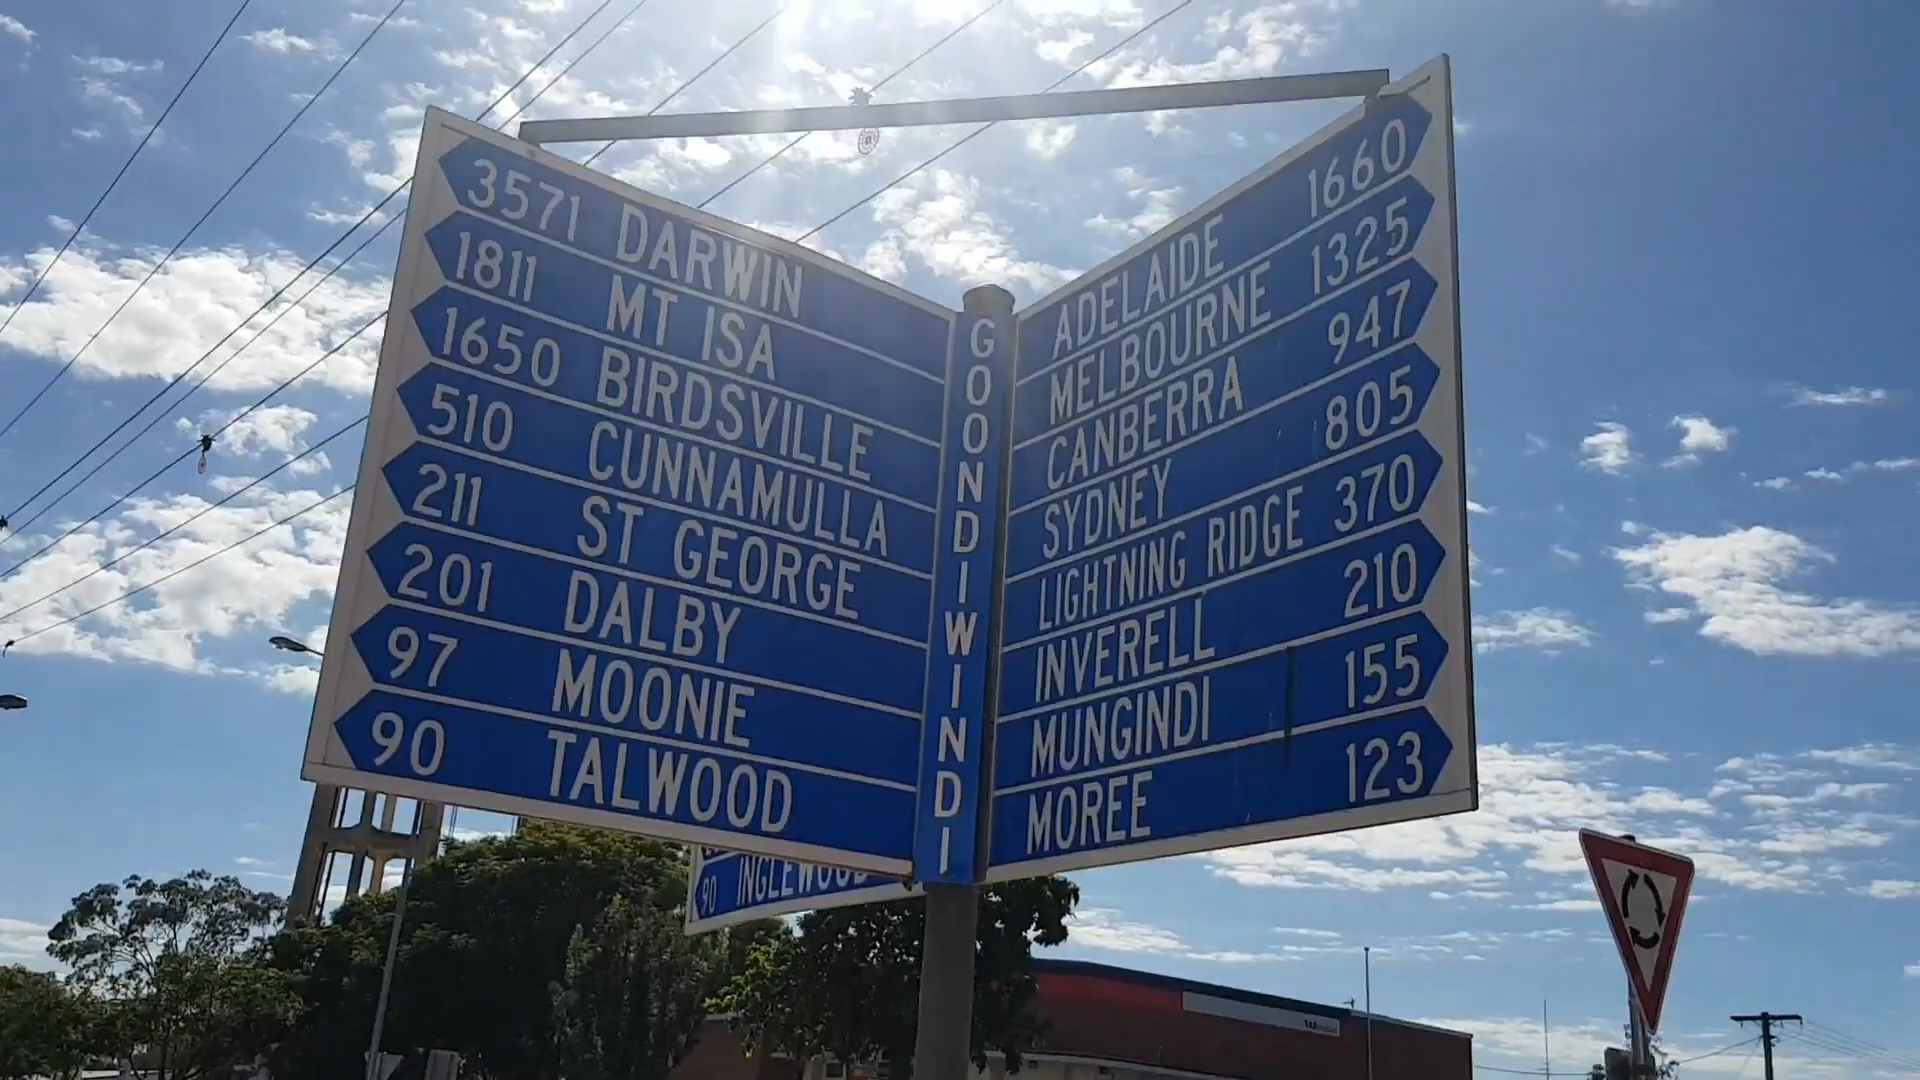 3571 DARWIN
1811 MT ISA
1650 BIRDSVILLE
510 CUNNAMULLA
211 ST GEORGE
201 DALBY
97 MOONIE
90 TALWOOD
GOONDIWINDI
ADELAIDE 1660
MELBOURNE 1325
CANBERRA 947
SYDNEY 805
LIGHTNING RIDGE 370
INVERELL 210
MUNGINDI 155
MOREE 123
90 INGLEWOOD